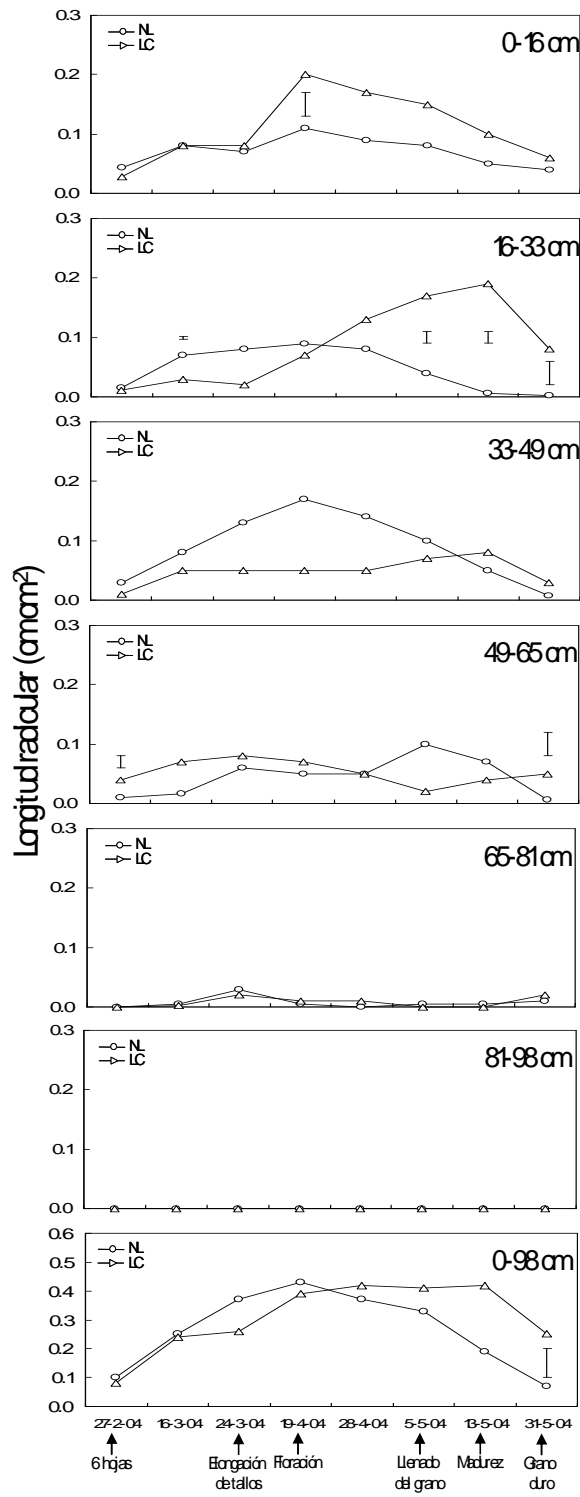 Longitud radicular (cm cm²)
0.3
0.2
0.1
0.0
NL
LC
0-16 cm
0.3
0.2
0.1
0.0
NL
LC
16-33 cm
0.3
0.2
0.1
0.0
NL
LC
33-49 cm
0.3
0.2
0.1
0.0
NL
LC
49-65 cm
0.3
0.2
0.1
0.0
NL
LC
65-81 cm
0.3
0.2
0.1
0.0
NL
LC
81-98 cm
0.6
0.5
0.4
0.3
0.2
0.1
0.0
NL
LC
0-98 cm
27-2-04 16-3-04 24-3-04 19-4-04 28-4-04 5-5-04 13-5-04 31-5-04
6 hojas
Elongación de tallos
Floración
Llenado del grano
Madurez
Grano duro